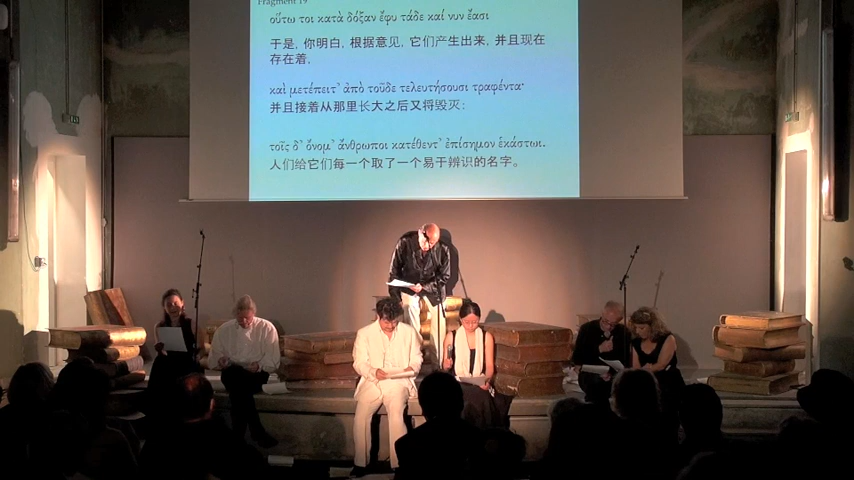 Fragment 19
οὕτω τοι κατὰ δόξαν ἔφυ τάδε καί νυν ἔασι
于是, 你明白, 根据意见, 它们产生出来, 并且现在
存在着,
καὶ μετέπειτ᾽ ἀπὸ τοῦδε τελευτήσουσι τραφέντα·
并且接着从那里长大之后又将毁灭:
τοῖς δ᾽ ὄνομ᾽ ἄνθρωποι κατέθεντ᾽ ἐπίσημον ἑκάστωι.
人们给它们每一个取了一个易于辨识的名字。